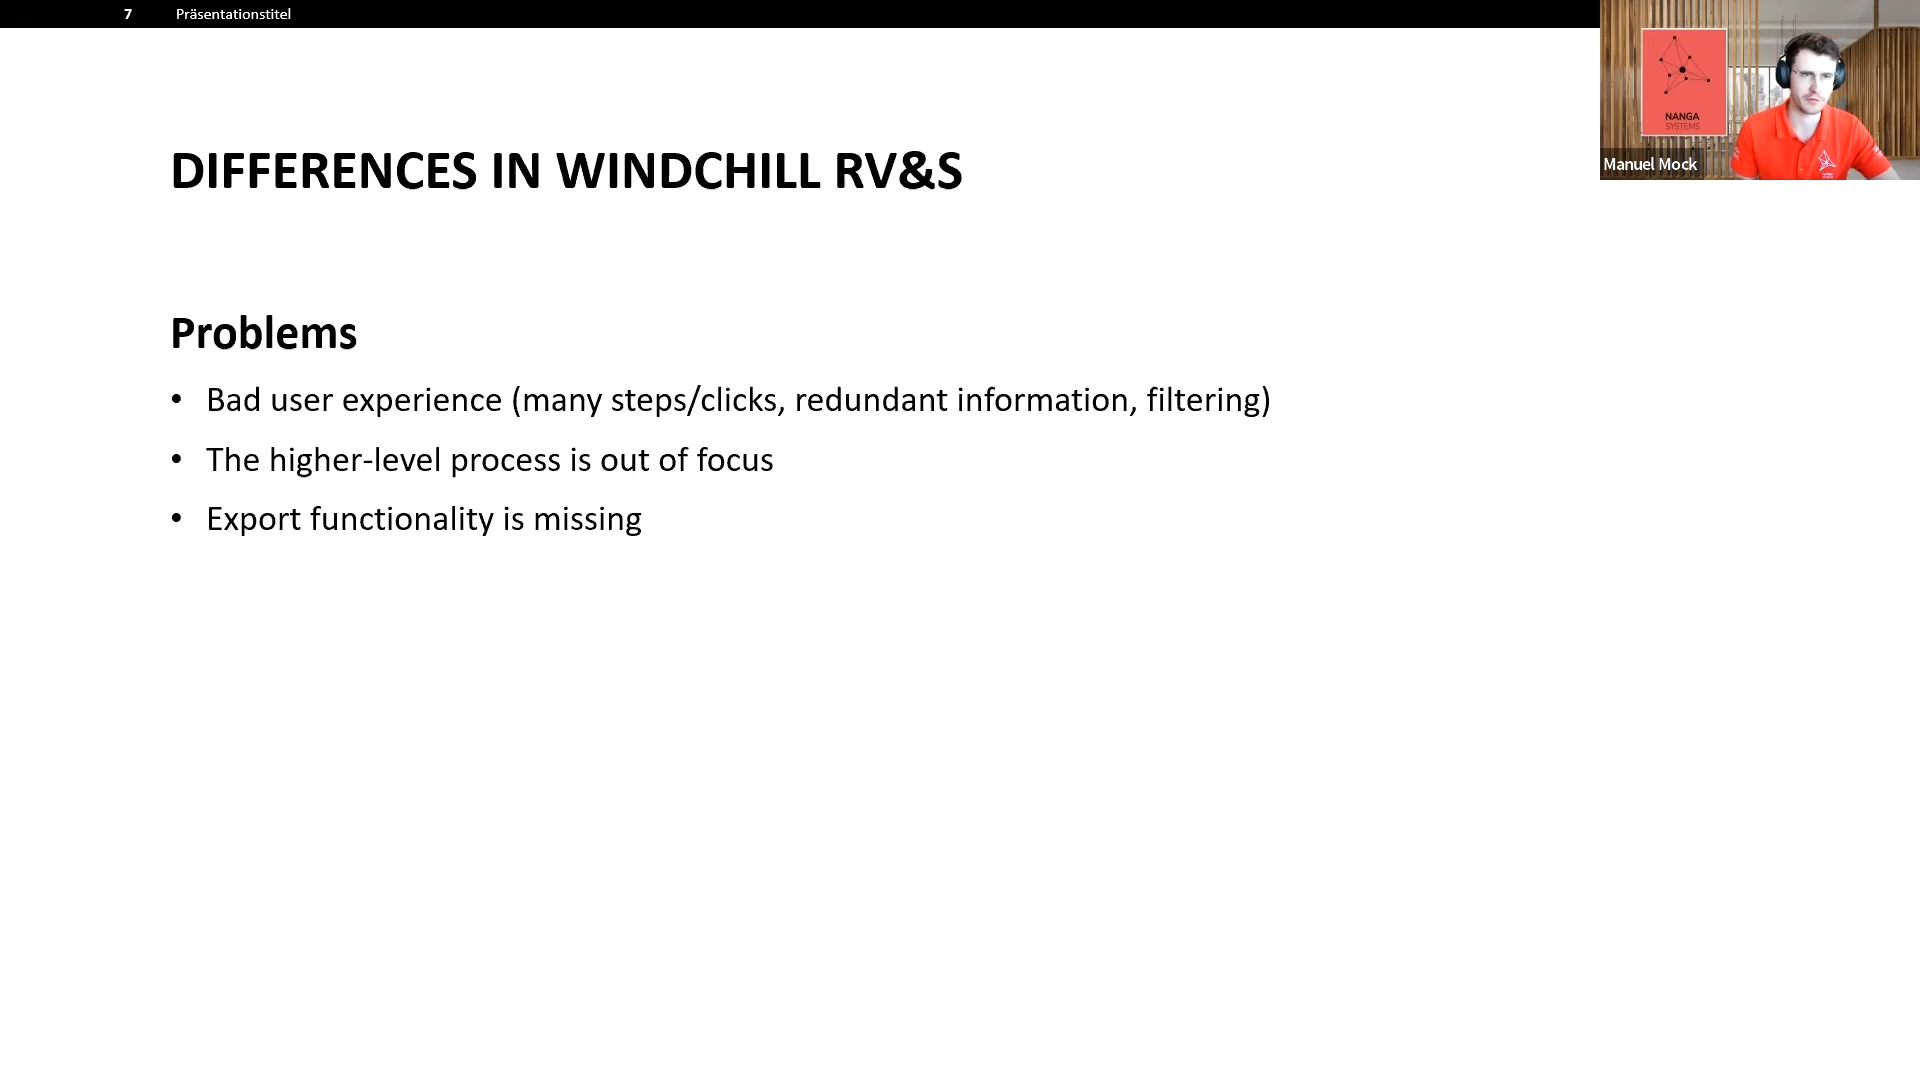 7 Präsentationstitel
NANGA
SYSTEMS
Manuel Mock
DIFFERENCES IN WINDCHILL RV&S
Problems
• Bad user experience (many steps/clicks, redundant information, filtering)
• The higher-level process is out of focus
• Export functionality is missing